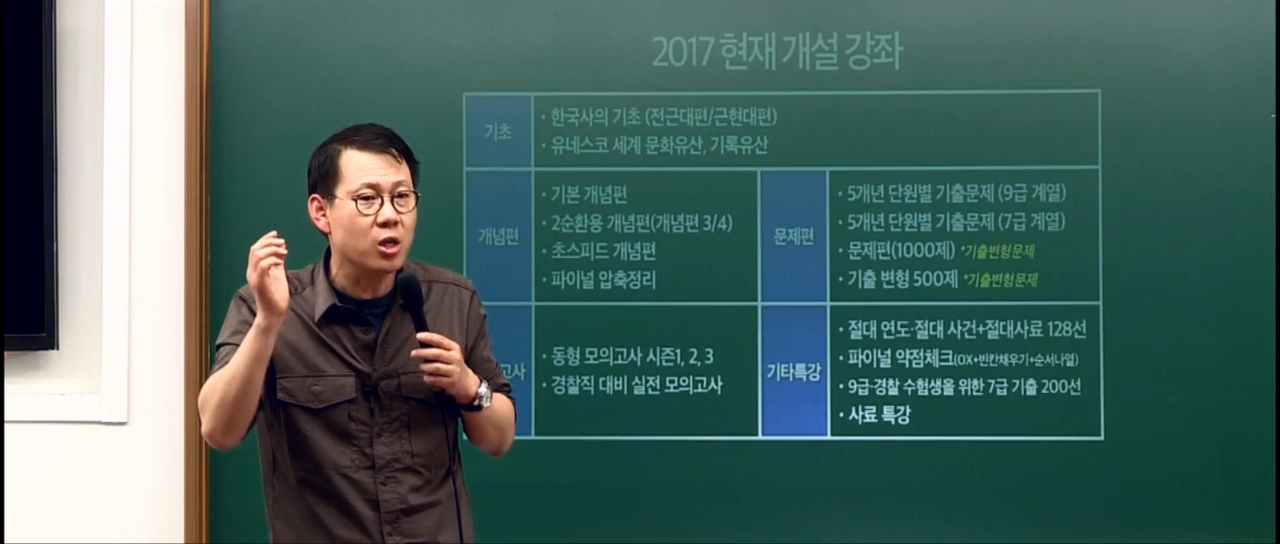 2017 현재 개설 강좌
기초
· 한국사의 기초 (전근대편/근현대편)
· 유네스코 세계 문화유산, 기록유산
개념편
· 기본 개념편
· 2순환용 개념편(개념편 3/4)
· 초스피드 개념편
· 파이널 압축정리
문제편
· 5개년 단원별 기출문제 (9급 계열)
· 5개년 단원별 기출문제 (7급 계열)
· 문제편(1000제) *기출변형문제
· 기출 변형 500제 *기출변형문제
고사
· 동형 모의고사 시즌1, 2, 3
· 경찰직 대비 실전 모의고사
기타특강
· 절대 연도·절대 사건+절대사료 128선
· 파이널 약점체크(OX+빈칸채우기+순서나열)
· 9급·경찰 수험생을 위한 7급 기출 200선
· 사료 특강